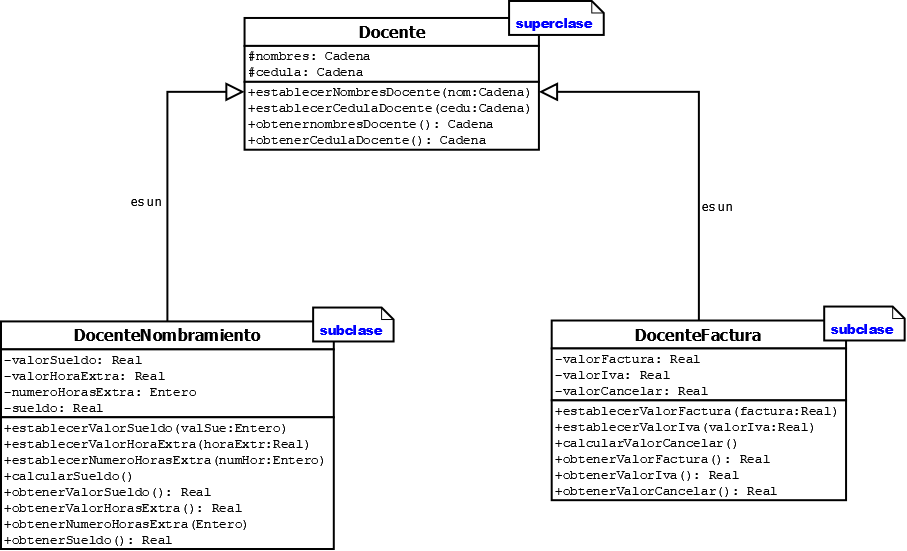 superclase
Docente
#nombres: Cadena
#cedula: Cadena
+establecerNombresDocente(nom:Cadena)
+establecerCedulaDocente(cedu:Cadena)
+obtenernombresDocente(): Cadena
+obtenerCedulaDocente(): Cadena
es un
es un
subclase
DocenteNombramiento
-valorSueldo: Real
-valorHoraExtra: Real
-numeroHorasExtra: Entero
-sueldo: Real
+establecerValorSueldo(valSue:Entero)
+establecerValorHoraExtra(horaExtr:Real)
+establecerNumeroHorasExtra(numHor:Entero)
+calcularSueldo()
+obtenerValorSueldo(): Real
+obtenerValorHorasExtra(): Real
+obtenerNumeroHorasExtra(Entero)
+obtenerSueldo(): Real
subclase
DocenteFactura
-valorFactura: Real
-valorIva: Real
-valorCancelar: Real
+establecerValorFactura(factura:Real)
+establecerValorIva(valorIva:Real)
+calcularValorCancelar()
+obtenerValorFactura(): Real
+obtenerValorIva(): Real
+obtenerValorCancelar(): Real